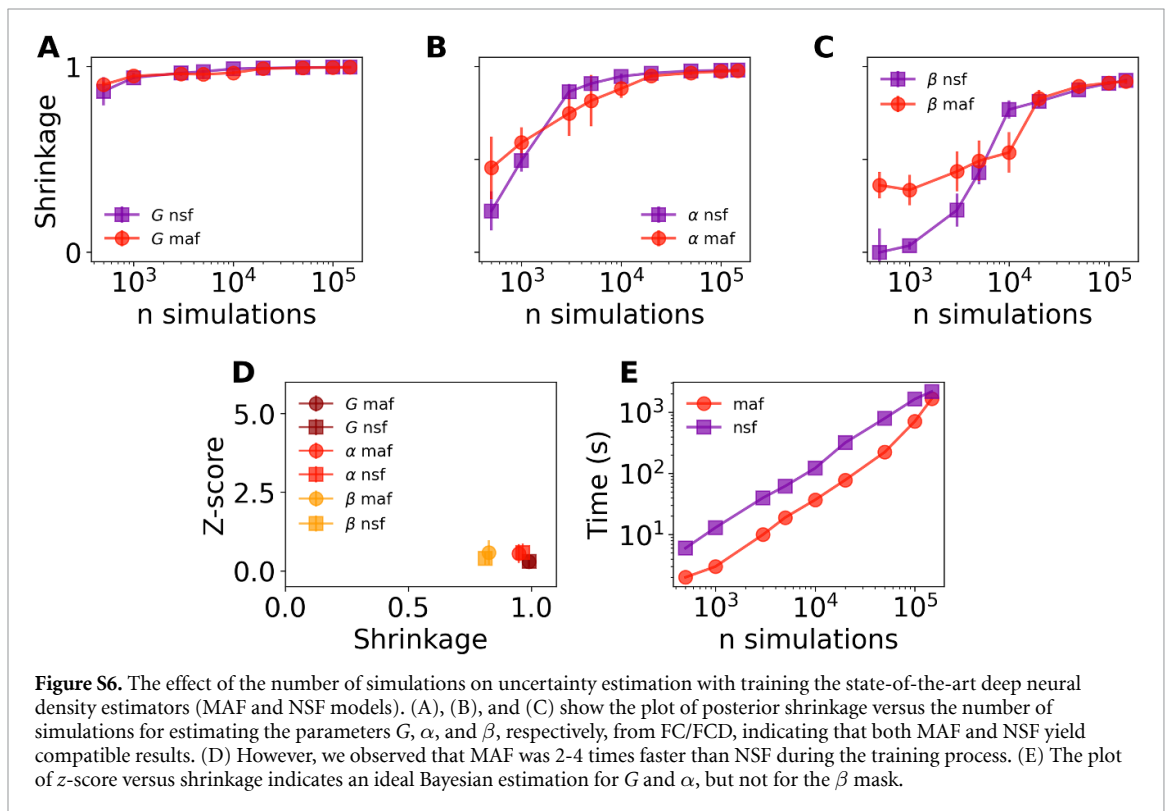 A
B
C
1
0
Shrinkage
G nsf
G maf
10³
10⁴
10⁵
n simulations
α nsf
α maf
10³
10⁴
10⁵
n simulations
β nsf
β maf
10³
10⁴
10⁵
n simulations
D
E
5.0
2.5
0.0
Z-score
G maf
G nsf
α maf
α nsf
β maf
β nsf
0.0
0.5
1.0
Shrinkage
10³
10²
10¹
Time (s)
maf
nsf
10³
10⁴
10⁵
n simulations
Figure S6. The effect of the number of simulations on uncertainty estimation with training the state-of-the-art deep neural
density estimators (MAF and NSF models). (A), (B), and (C) show the plot of posterior shrinkage versus the number of
simulations for estimating the parameters G, α, and β, respectively, from FC/FCD, indicating that both MAF and NSF yield
compatible results. (D) However, we observed that MAF was 2-4 times faster than NSF during the training process. (E) The plot
of z-score versus shrinkage indicates an ideal Bayesian estimation for G and α, but not for the β mask.